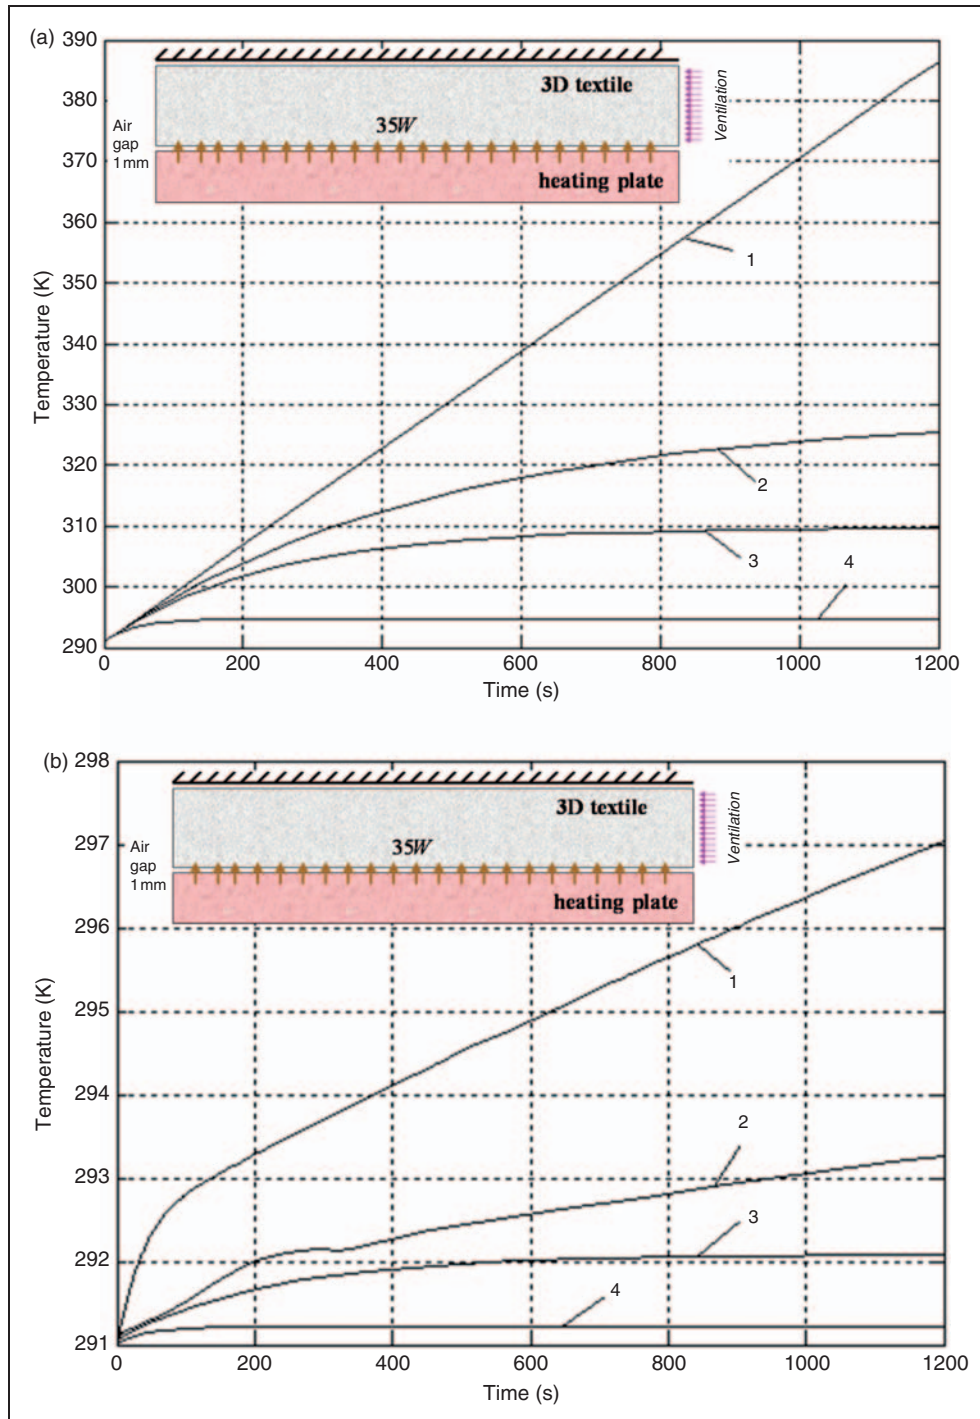 (a)
390
380
370
360
350
340
330
320
310
300
290
Temperature (K)
3D textile
35W
Air
gap
1 mm
heating plate
Ventilation
1
2
3
4
0 200 400 600 800 1000 1200
Time (s)
(b)
298
297
296
295
294
293
292
291
Temperature (K)
3D textile
35W
Air
gap
1 mm
heating plate
Ventilation
1
2
3
4
0 200 400 600 800 1000 1200
Time (s)